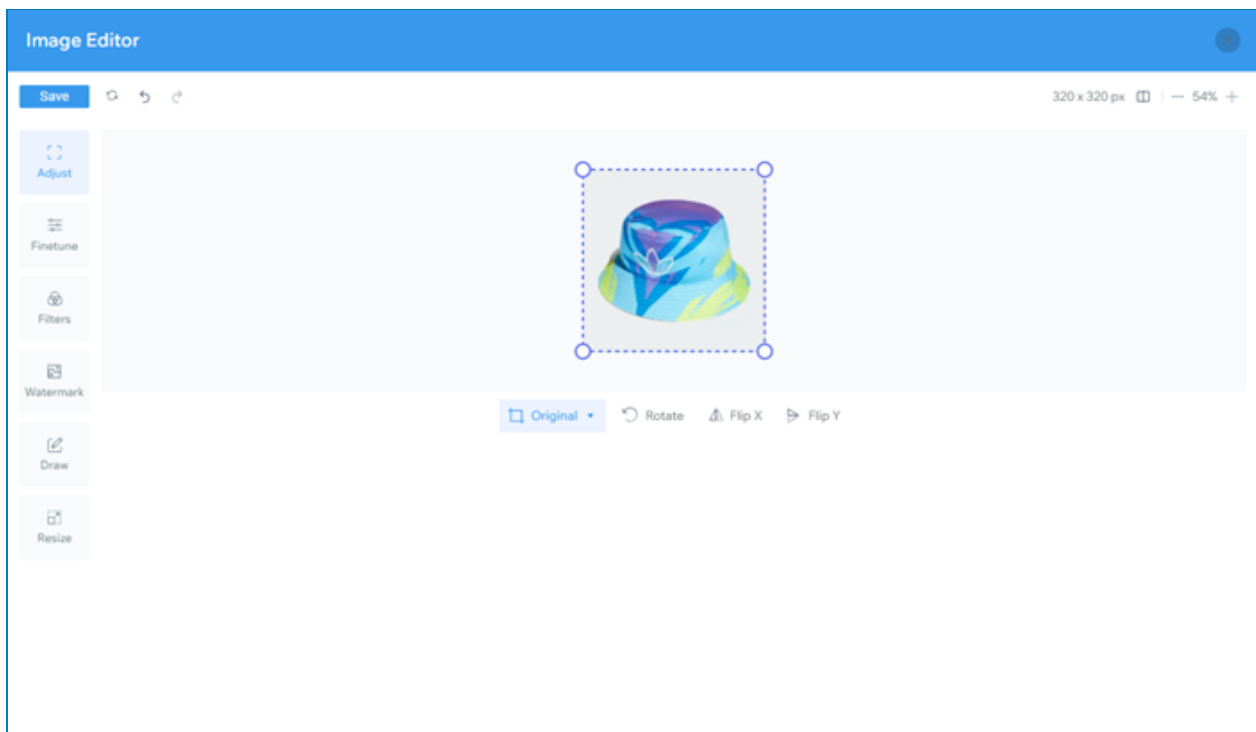 Image Editor
Save
320 x 320 px
54%
Adjust
Finetune
Filters
Watermark
Draw
Resize
Original
Rotate
Flip X
Flip Y